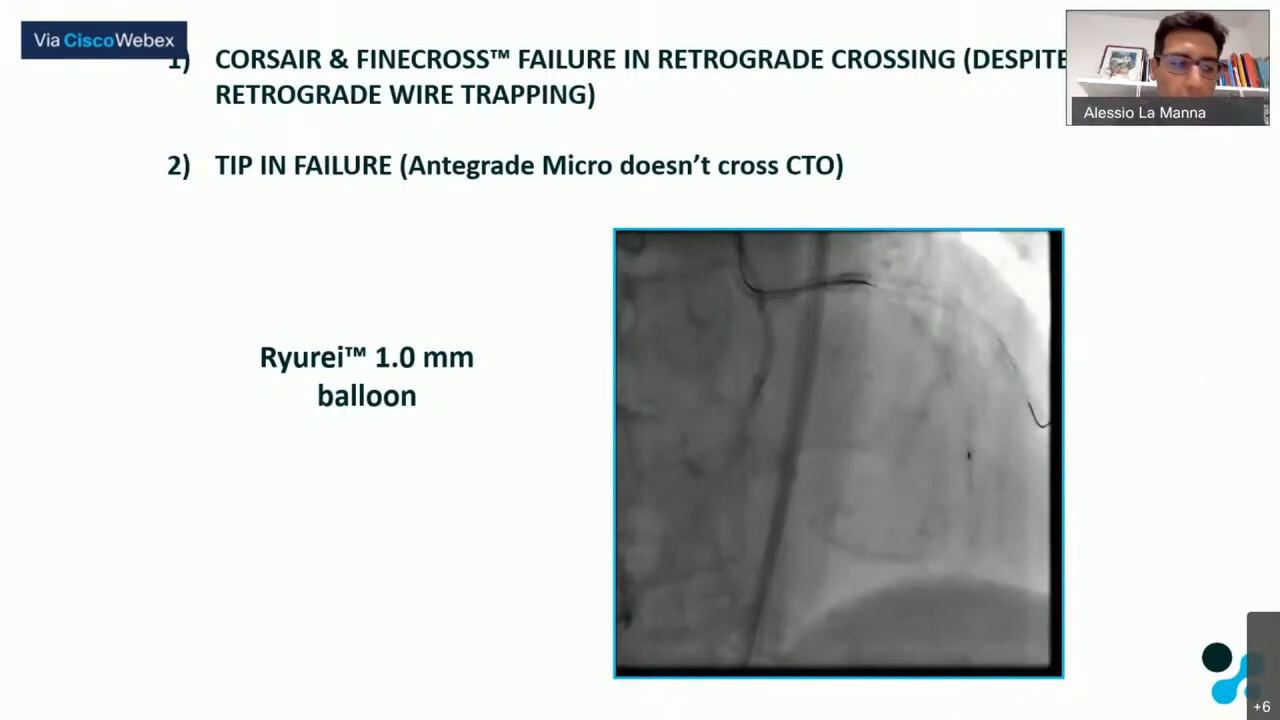 Via CiscoWebex
1) CORSAIR & FINECROSS™ FAILURE IN RETROGRADE CROSSING (DESPITE
RETROGRADE WIRE TRAPPING)
Alessio La Manna
2) TIP IN FAILURE (Antegrade Micro doesn’t cross CTO)
Ryurei™ 1.0 mm
balloon
+6